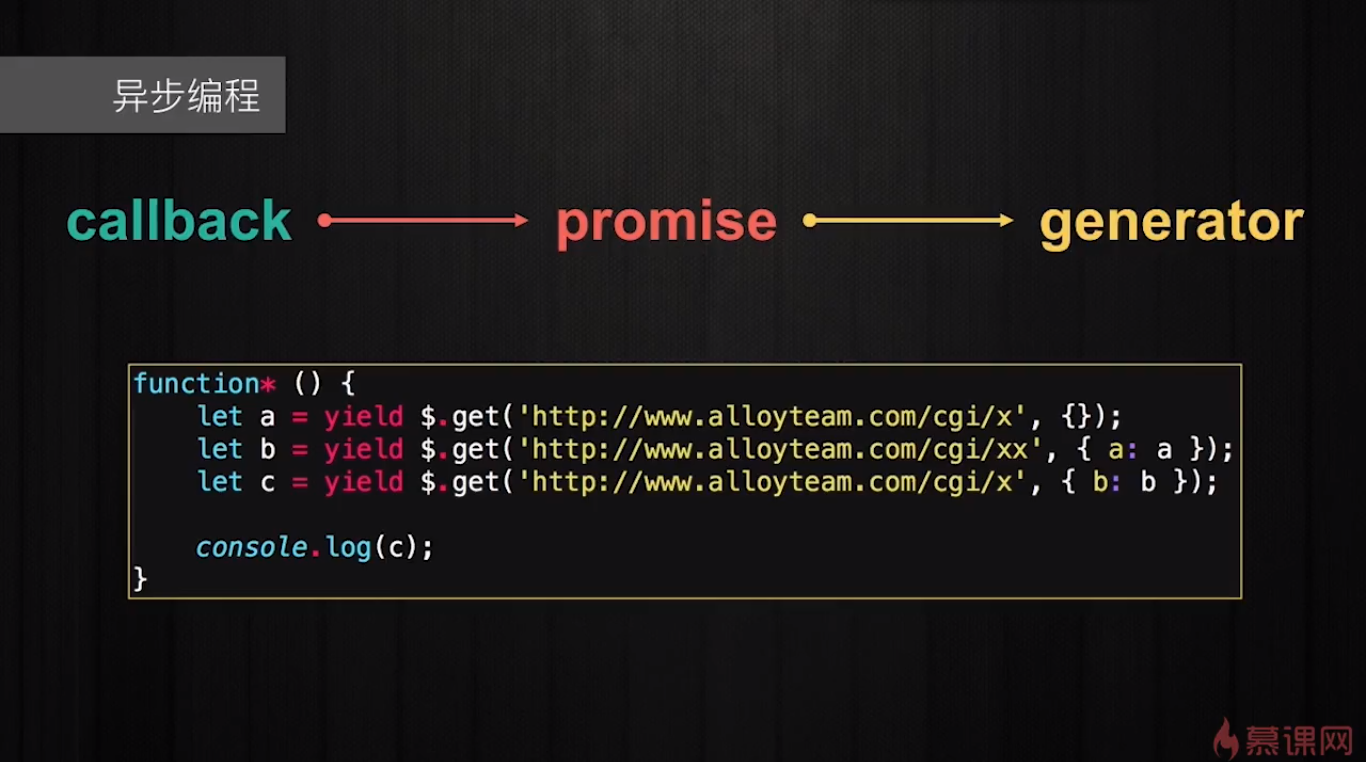 异步编程
callback promise generator
function* () {
    let a = yield $.get('http://www.alloyteam.com/cgi/x', {});
    let b = yield $.get('http://www.alloyteam.com/cgi/xx', { a: a });
    let c = yield $.get('http://www.alloyteam.com/cgi/x', { b: b });
    console.log(c);
}
慕课网